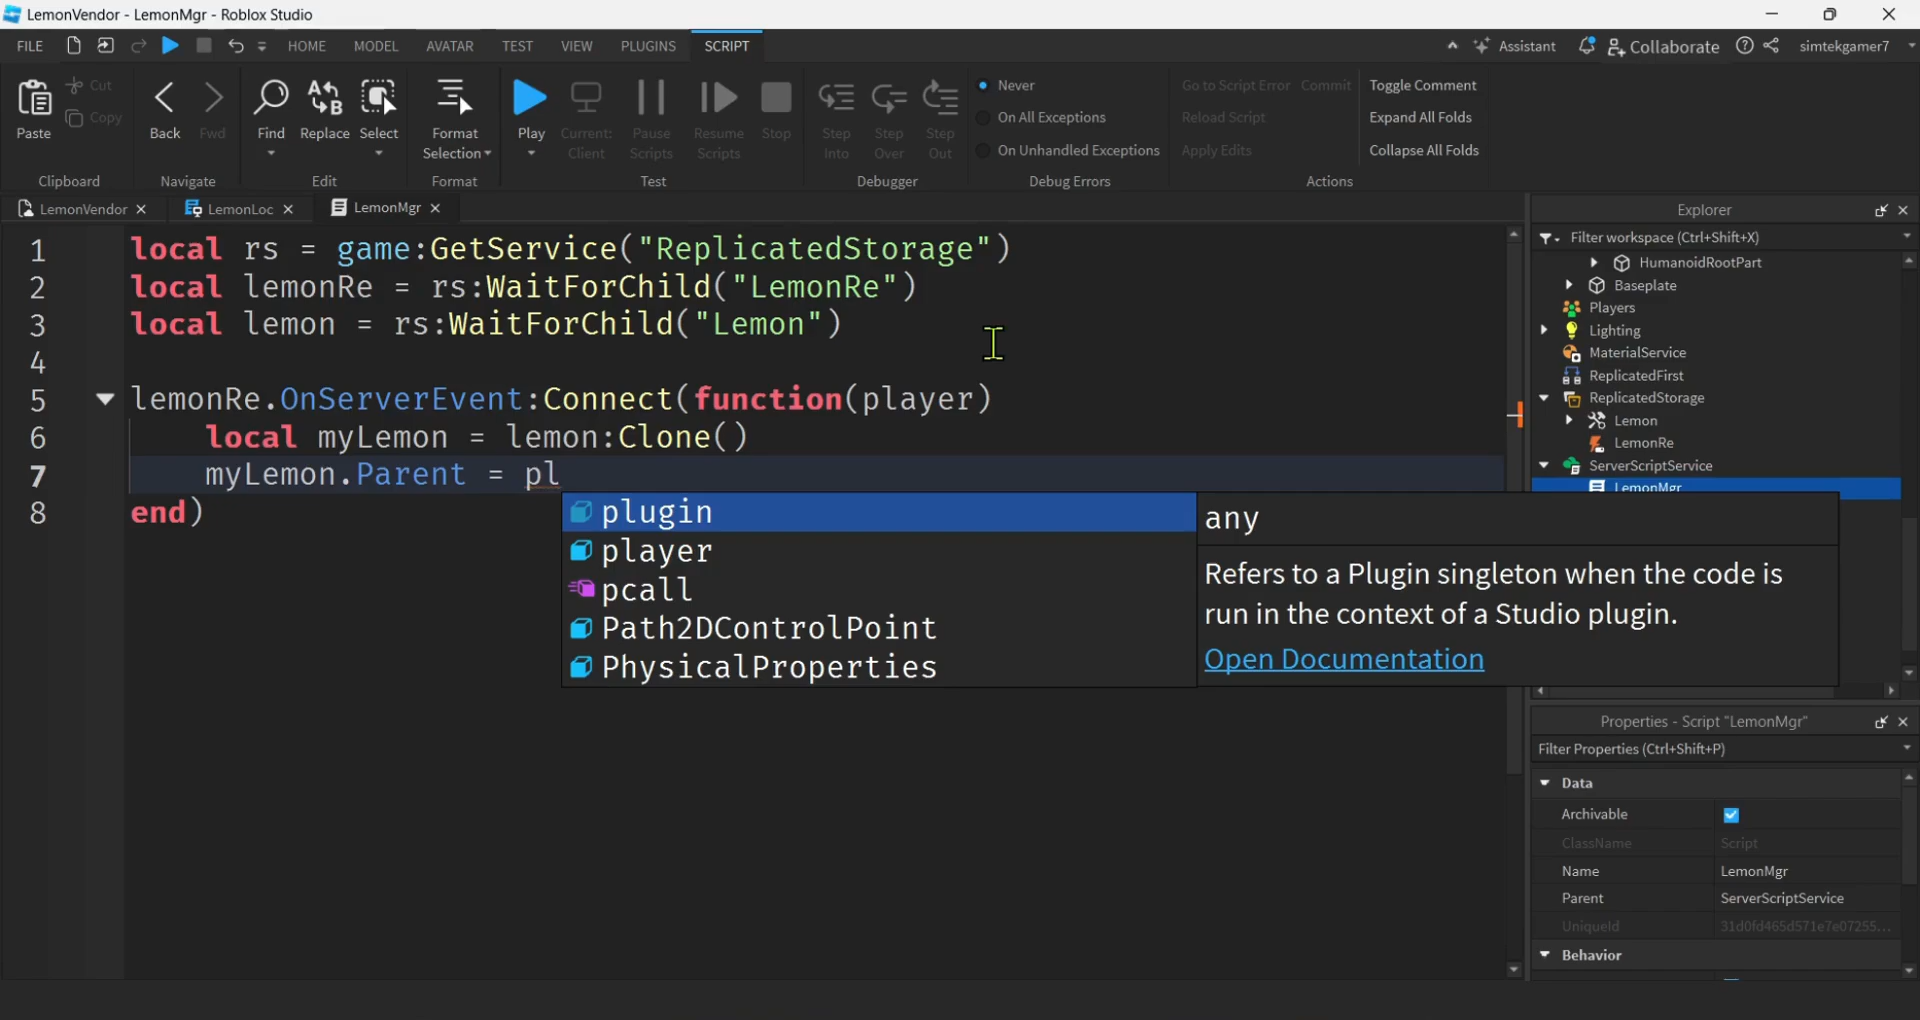 LemonVendor - LemonMgr - Roblox Studio
FILE HOME MODEL AVATAR TEST VIEW PLUGINS SCRIPT Assistant Collaborate simtekgamer7
Paste Cut Copy Back Fwd Find Replace Select Format Selection Play Current: Client Pause Scripts Resume Scripts Stop Step Into Step Over Step Out
Never
On All Exceptions
On Unhandled Exceptions
Go to Script Error Commit
Reload Script
Apply Edits
Toggle Comment
Expand All Folds
Collapse All Folds
Clipboard Navigate Edit Format Test Debugger Debug Errors Actions
LemonVendor LemonLoc LemonMgr
1 local rs = game:GetService("ReplicatedStorage")
2 local lemonRe = rs:WaitForChild("LemonRe")
3 local lemon = rs:WaitForChild("Lemon")
4
5 lemonRe.OnServerEvent:Connect(function(player)
6 local myLemon = lemon:Clone()
7 myLemon.Parent = pl
8 end)
plugin
player
pcall
Path2DControlPoint
PhysicalProperties
any
Refers to a Plugin singleton when the code is
run in the context of a Studio plugin.
Open Documentation
Explorer
Filter workspace (Ctrl+Shift+X)
HumanoidRootPart
Baseplate
Players
Lighting
MaterialService
ReplicatedFirst
ReplicatedStorage
Lemon
LemonRe
ServerScriptService
LemonMgr
Properties - Script "LemonMgr"
Filter Properties (Ctrl+Shift+P)
Data
Archivable
ClassName Script
Name LemonMgr
Parent ServerScriptService
UniqueId 31d0fd465d571e7e07255...
Behavior